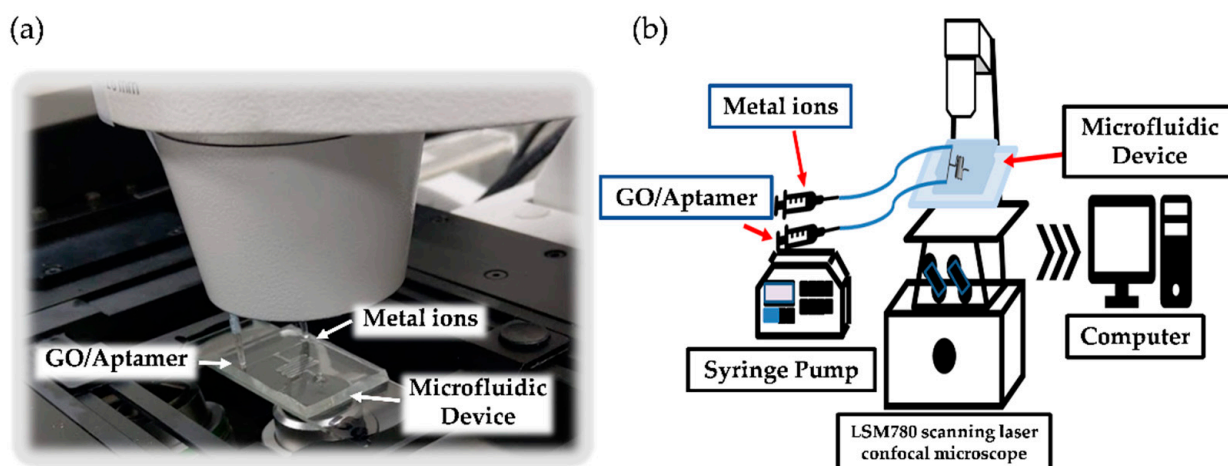 (a)
(b)
Metal ions
GO/Aptamer
Microfluidic
Device
Metal ions
GO/Aptamer
Microfluidic
Device
Syringe Pump
Computer
LSM780 scanning laser
confocal microscope